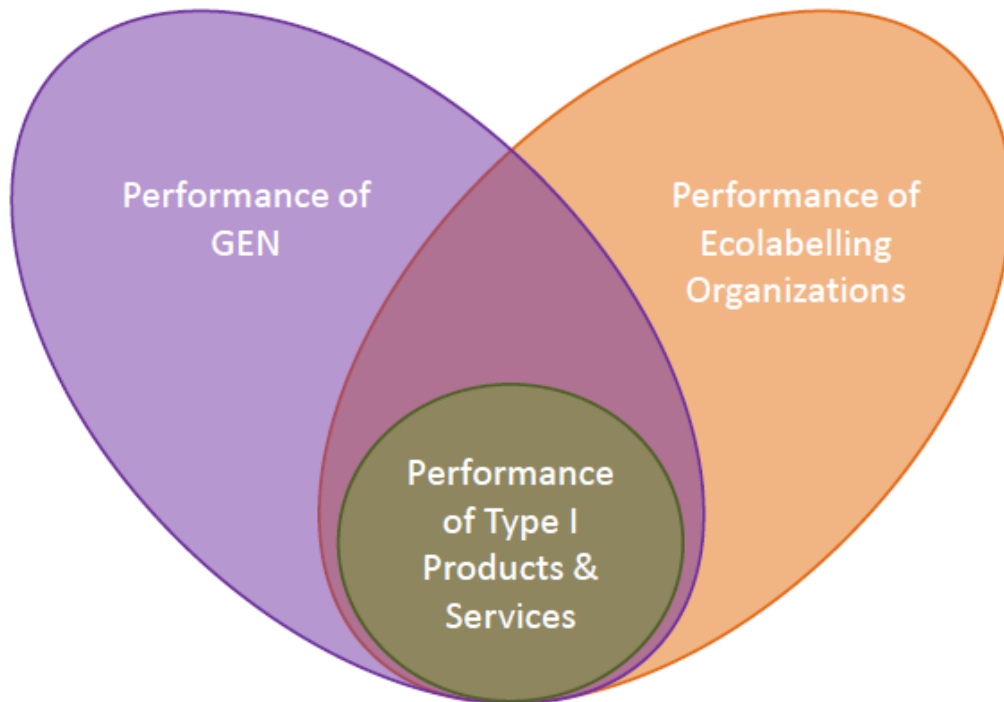 Performance of
GEN
Performance of
Ecolabelling
Organizations
Performance
of Type I
Products &
Services